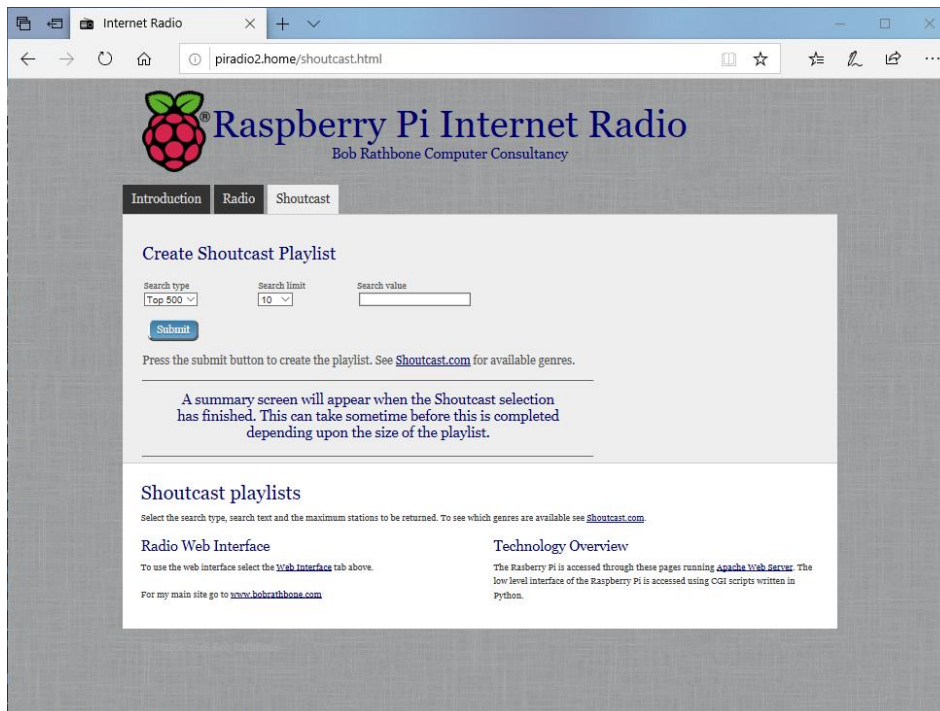 Internet Radio
piradio2.home/shoutcast.html
Raspberry Pi Internet Radio
Bob Rathbone Computer Consultancy
Introduction Radio Shoutcast
Create Shoutcast Playlist
Search type Search limit Search value
Top 500 10
Submit
Press the submit button to create the playlist. See Shoutcast.com for available genres.
A summary screen will appear when the Shoutcast selection
has finished. This can take sometime before this is completed
depending upon the size of the playlist.
Shoutcast playlists
Select the search type, search text and the maximum stations to be returned. To see which genres are available see Shoutcast.com.
Radio Web Interface
To use the web interface select the Web Interface tab above.
For my main site go to www.bobrathbone.com
Technology Overview
The Rasberry Pi is accessed through these pages running Apache Web Server. The
low level interface of the Raspberry Pi is accessed using CGI scripts written in
Python.